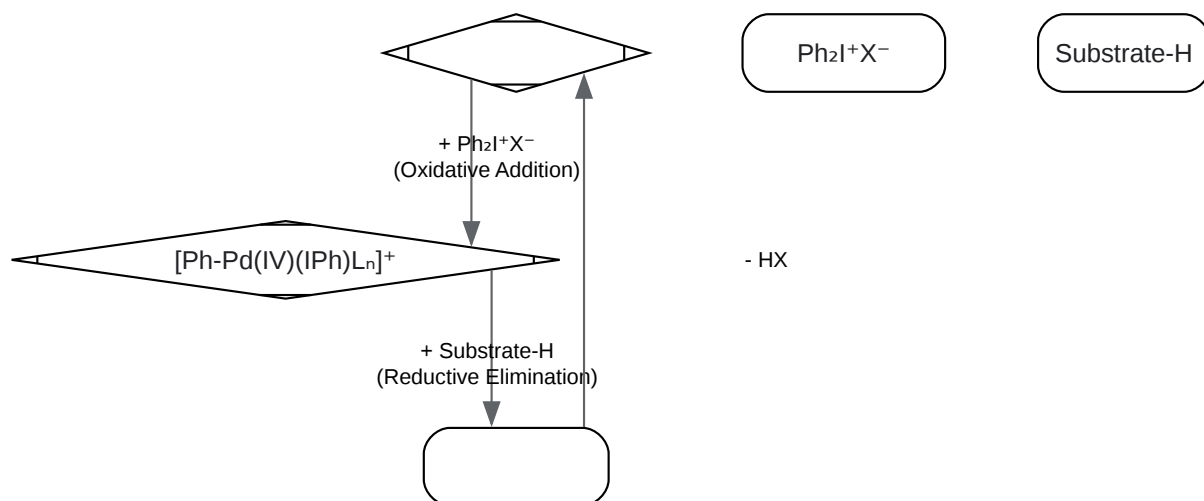 Ph₂I⁺X⁻
Substrate-H
+ Ph₂I⁺X⁻
(Oxidative Addition)
[Ph-Pd(IV)(IPh)Lₙ]⁺
- HX
+ Substrate-H
(Reductive Elimination)